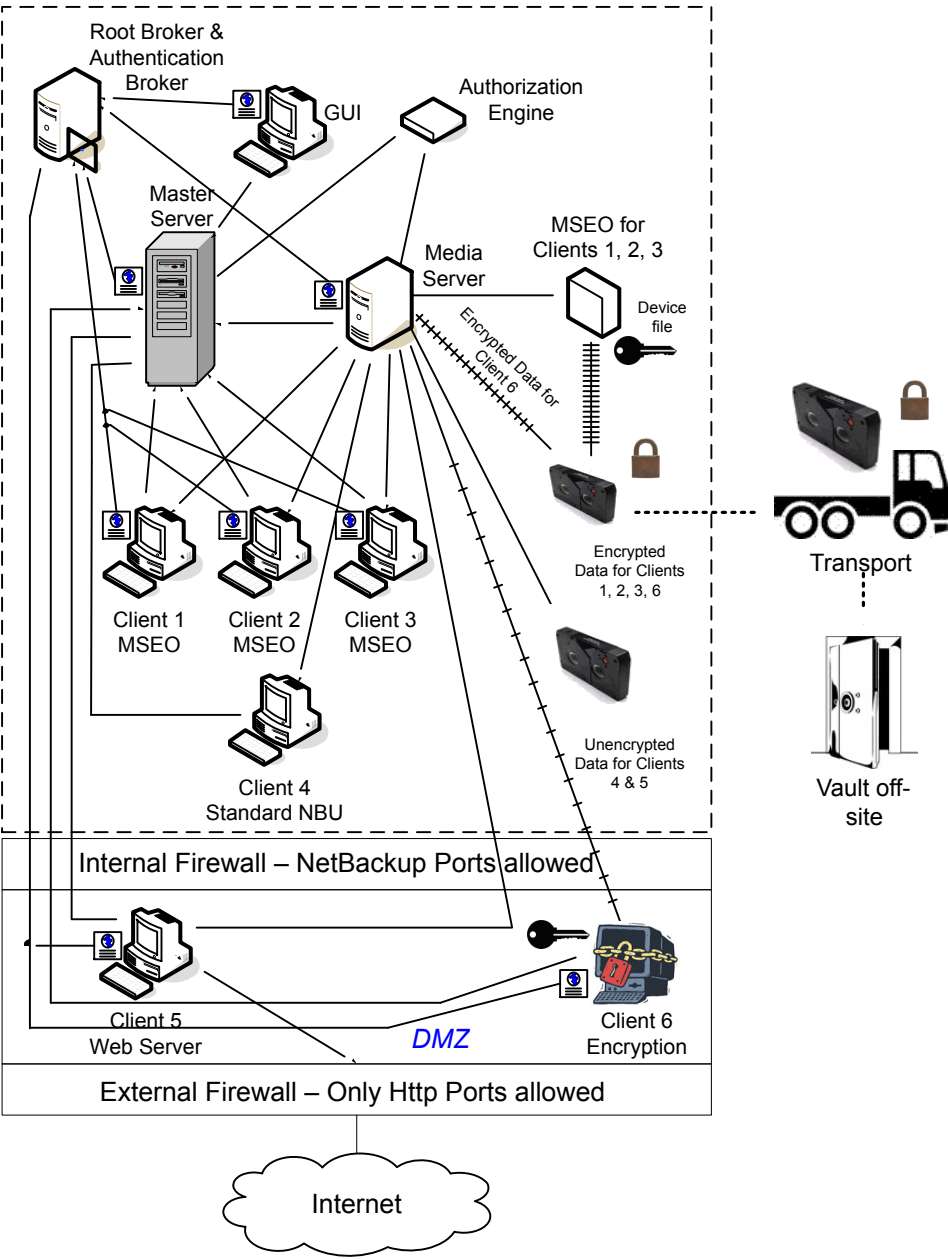 Root Broker &
Authentication
Broker
GUI
Authorization
Engine
Master
Server
Media
Server
MSEO for
Clients 1, 2, 3
Device
file
Encrypted Data for
Client 6
Encrypted
Data for Clients
1, 2, 3, 6
Transport
Client 1
MSEO
Client 2
MSEO
Client 3
MSEO
Unencrypted
Data for Clients
4 & 5
Client 4
Standard NBU
Vault off-
site
Internal Firewall – NetBackup Ports allowed
Client 5
Web Server
DMZ
Client 6
Encryption
External Firewall – Only Http Ports allowed
Internet